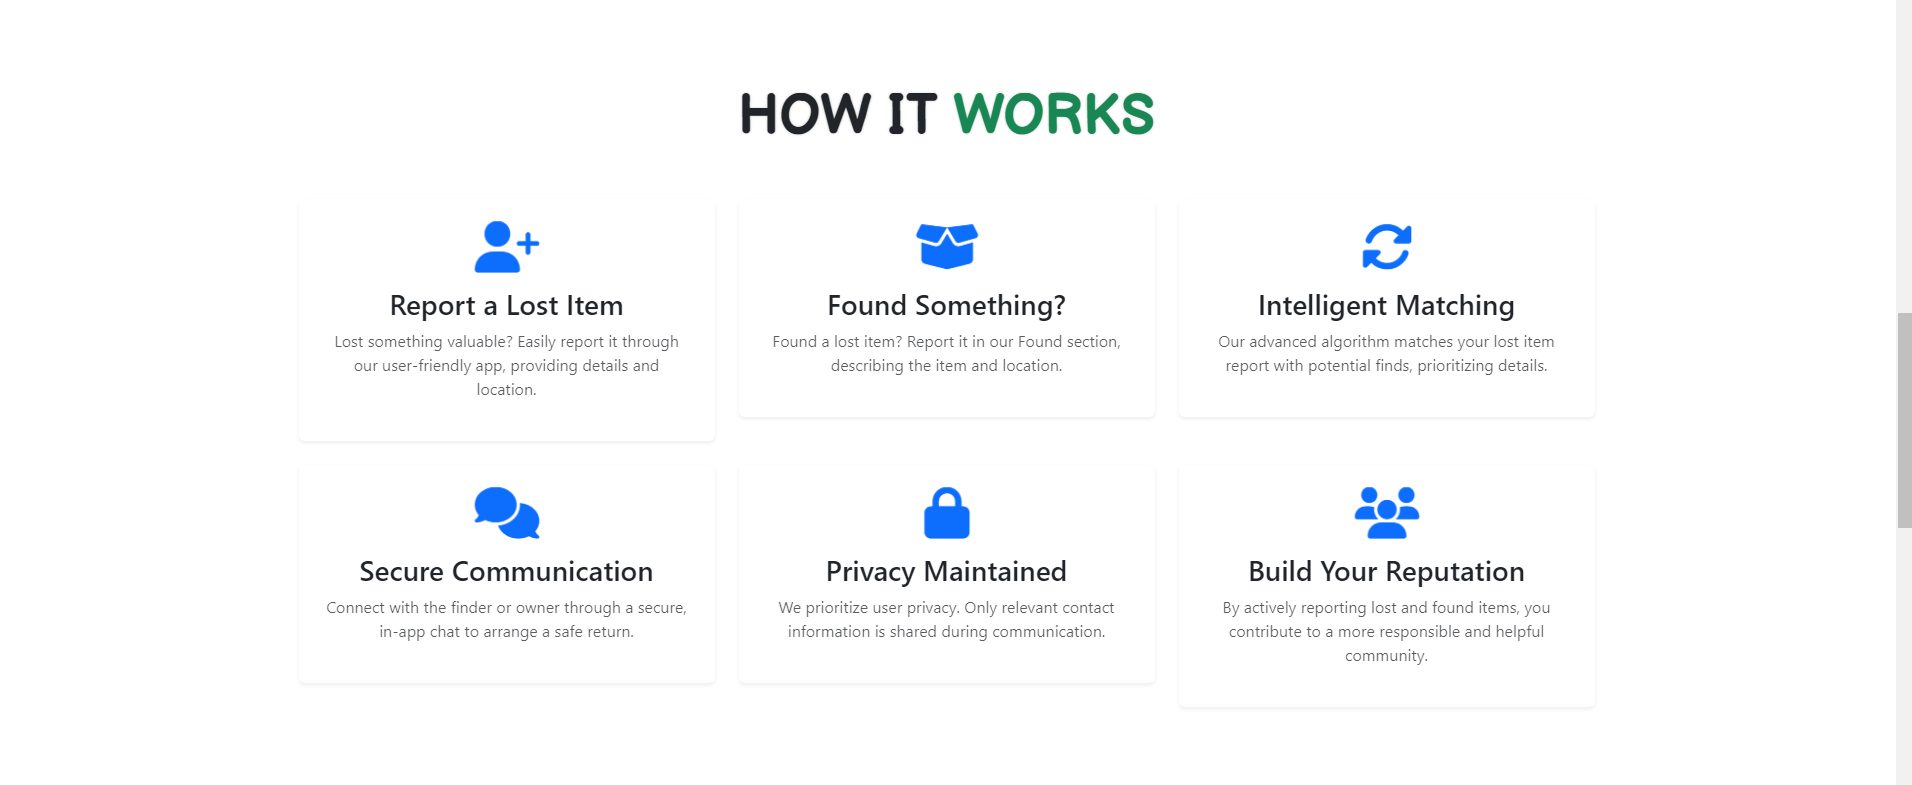 HOW IT WORKS
Report a Lost Item
Lost something valuable? Easily report it through
our user-friendly app, providing details and
location.
Found Something?
Found a lost item? Report it in our Found section,
describing the item and location.
Intelligent Matching
Our advanced algorithm matches your lost item
report with potential finds, prioritizing details.
Secure Communication
Connect with the finder or owner through a secure,
in-app chat to arrange a safe return.
Privacy Maintained
We prioritize user privacy. Only relevant contact
information is shared during communication.
Build Your Reputation
By actively reporting lost and found items, you
contribute to a more responsible and helpful
community.